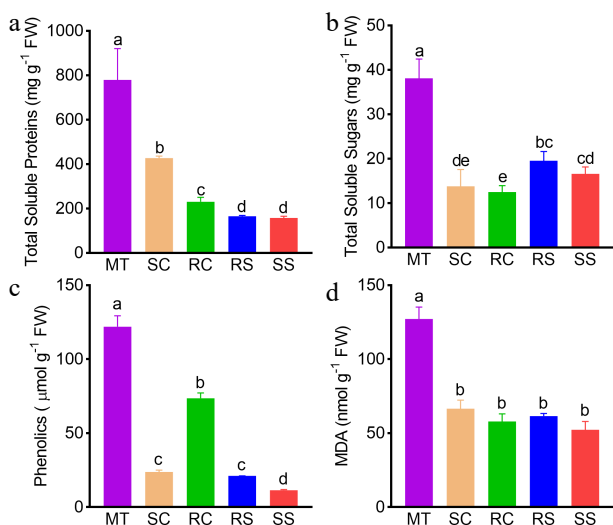 a
Total Soluble Proteins (mg g⁻¹ FW)
1000
800
600
400
200
0
a
b
c
d
d
MT SC RC RS SS
b
Total Soluble Sugars (mg g⁻¹ FW)
50
40
30
20
10
0
a
de
e
bc
cd
MT SC RC RS SS
c
Phenolics ( μmol g⁻¹ FW)
150
100
50
0
a
c
b
c
d
MT SC RC RS SS
d
MDA (nmol g⁻¹ FW)
150
100
50
0
a
b
b
b
b
MT SC RC RS SS